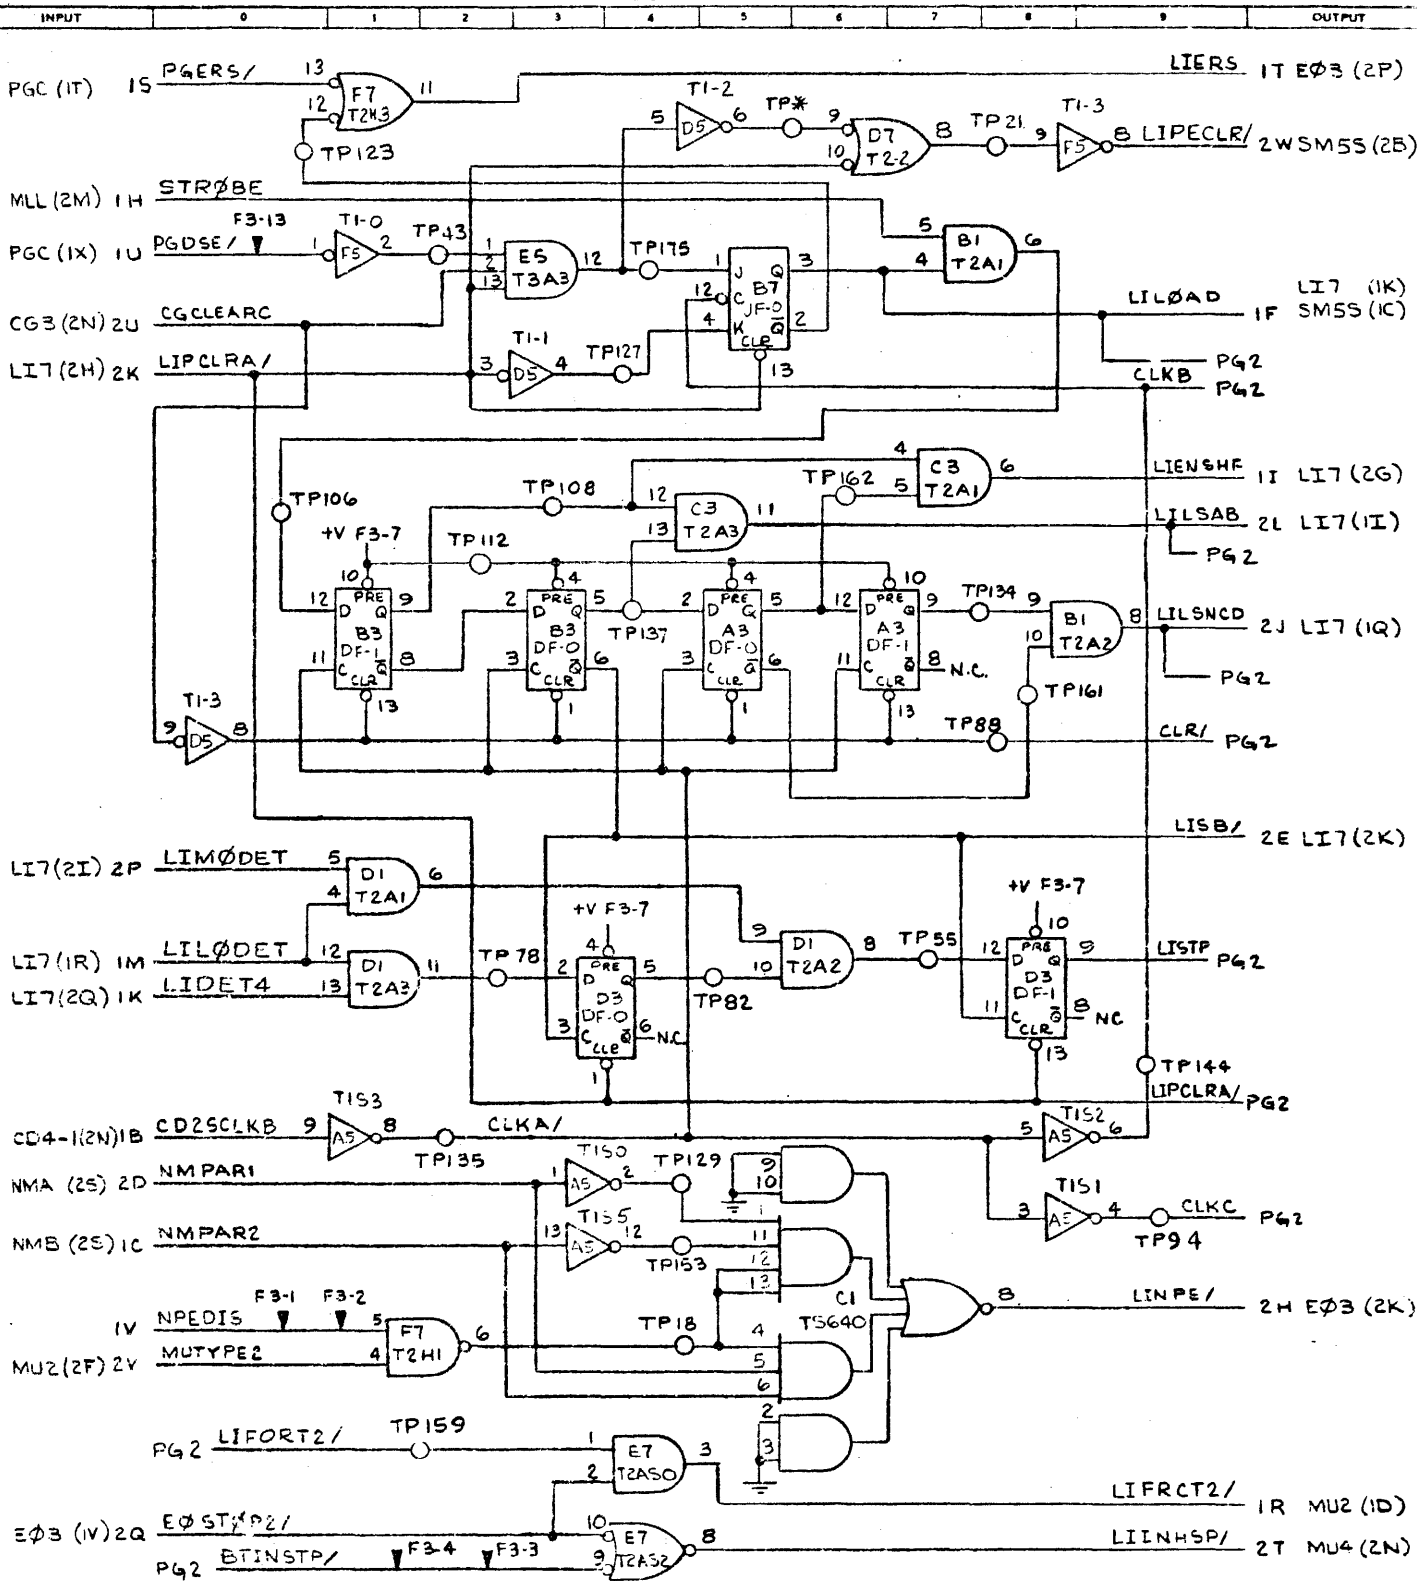 INPUT 0 1 2 3 4 5 6 7 8 9 OUTPUT
PGC (1T) 1S PGERS/ 13 12 F7 T2H3 11 LIERS 1T EØ3 (2P)
TP123
T1-2 5 D5 6 TP* 9 10 D7 T2-2 8 TP21 9 T1-3 F5 8 LIPECLR/ 2W SM5S (2B)
MLL (2M) 1H STRØBE
PGC (1X) 1U PGDSE/ F3-13 1 T1-0 F5 2 TP43 1 2 13 E5 T3A3 12 TP175 1 J Q 3 5 4 B1 T2A1 6
12 C B7 JF-0 4 K Q̅ 2 CLR 13
LILØAD 1F LI7 (1K)
SM5S (1C)
PG2
CG3 (2N) 2U CGCLEARC
LI7 (2H) 2K LIPCLRA/ 3 T1-1 D5 4 TP127
CLKB PG2
TP106 TP108 TP162 4 5 C3 T2A1 6 LIENSHF 1I LI7 (2G)
12 13 C3 T2A3 11 LILSAB 2L LI7 (1I)
PG2
+V F3-7 TP112
10 PRE 12 D Q 9 B3 DF-1 11 C Q̅ 8 CLR 13
4 PRE 2 D Q 5 B3 DF-0 3 C Q̅ 6 CLR 1
TP137
4 PRE 2 D Q 5 A3 DF-0 3 C Q̅ 6 CLR 1
10 PRE 12 D Q 9 A3 DF-1 11 C Q̅ 8 N.C. CLR 13
TP134 9 10 B1 T2A2 8 LILSNCD 2J LI7 (1Q)
TP161
PG2
T1-3 9 D5 8 TP88 CLR/ PG2
LISB/ 2E LI7 (2K)
LI7 (2I) 2P LIMØDET 5 4 D1 T2A1 6
LI7 (1R) 1M LILØDET 12 D1 T2A3 11 TP78
LI7 (2Q) 1K LIDET4 13
+V F3-7 4 PRE 2 D Q 5 D3 DF-0 3 C Q̅ 6 N.C. CLR 1
TP82 9 10 D1 T2A2 8 TP55
+V F3-7 10 PRE 12 D Q 9 D3 DF-1 11 C Q̅ 8 NC CLR 13
LISTP PG2
TP144
LIPCLRA/ PG2
CD4-1(2N) 1B CD2SCLKB 9 T1S3 A5 8 TP135 CLKA/ 5 T1S2 A5 6
NMA (2S) 2D NMPAR1 1 T1S0 A5 2 TP129 9 10
3 T1S1 A5 4 TP94 CLKC PG2
NMB (2S) 1C NMPAR2 13 T1S5 A5 12 TP153 1 11 12 13
C1 TS640 8 LINPE/ 2H EØ3 (2K)
1V NPEDIS F3-1 F3-2 5 F7 T2H1 6 TP18 4 5 6
MU2 (2F) 2V MUTYPE2 4
2 3
PG2 LIFORT2/ TP159 1 2 E7 T2AS0 3 LIFRCT2/ 1R MU2 (1D)
EØ3 (1V) 2Q EØSTØP2/ 10 E7 T2AS2 8 LIINHSP/ 2T MU4 (2N)
PG2 BTINSTP/ F3-4 F3-3 9